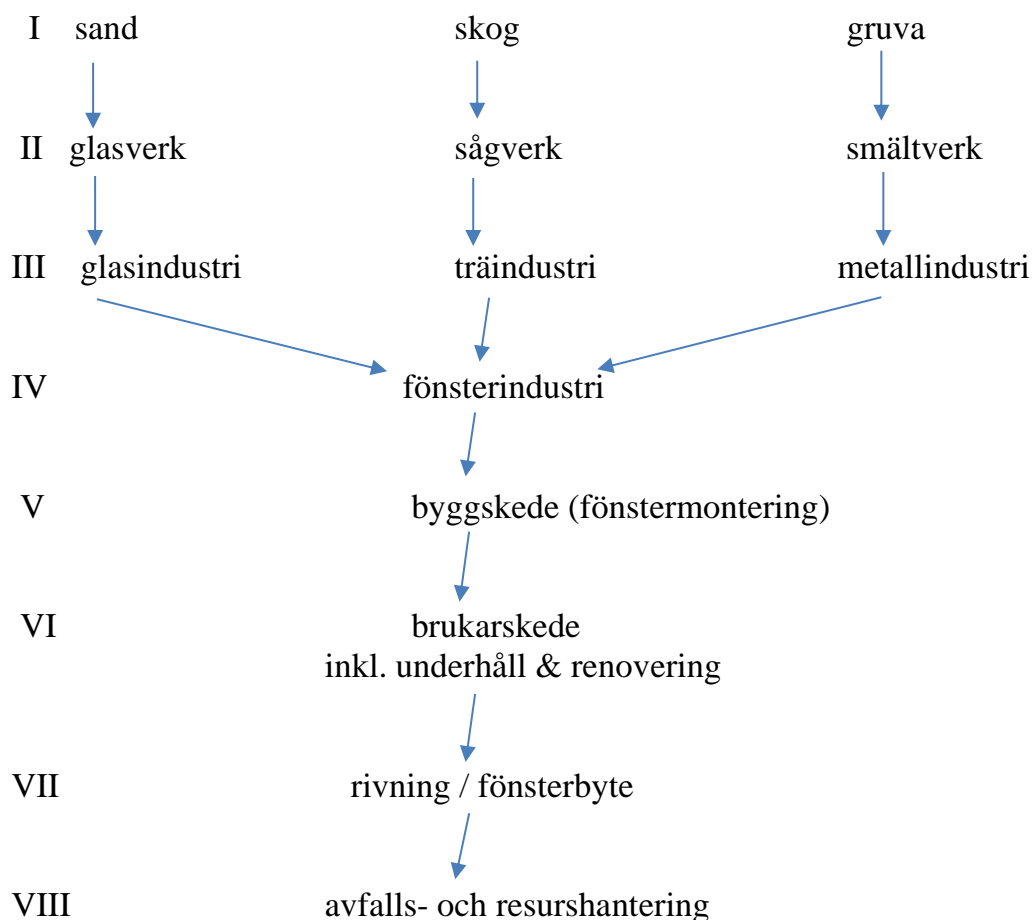 I sand skog gruva
II glasverk sågverk smältverk
III glasindustri träindustri metallindustri
IV fönsterindustri
V byggskede (fönstermontering)
VI brukarskede
inkl. underhåll & renovering
VII rivning / fönsterbyte
VIII avfalls- och resurshantering